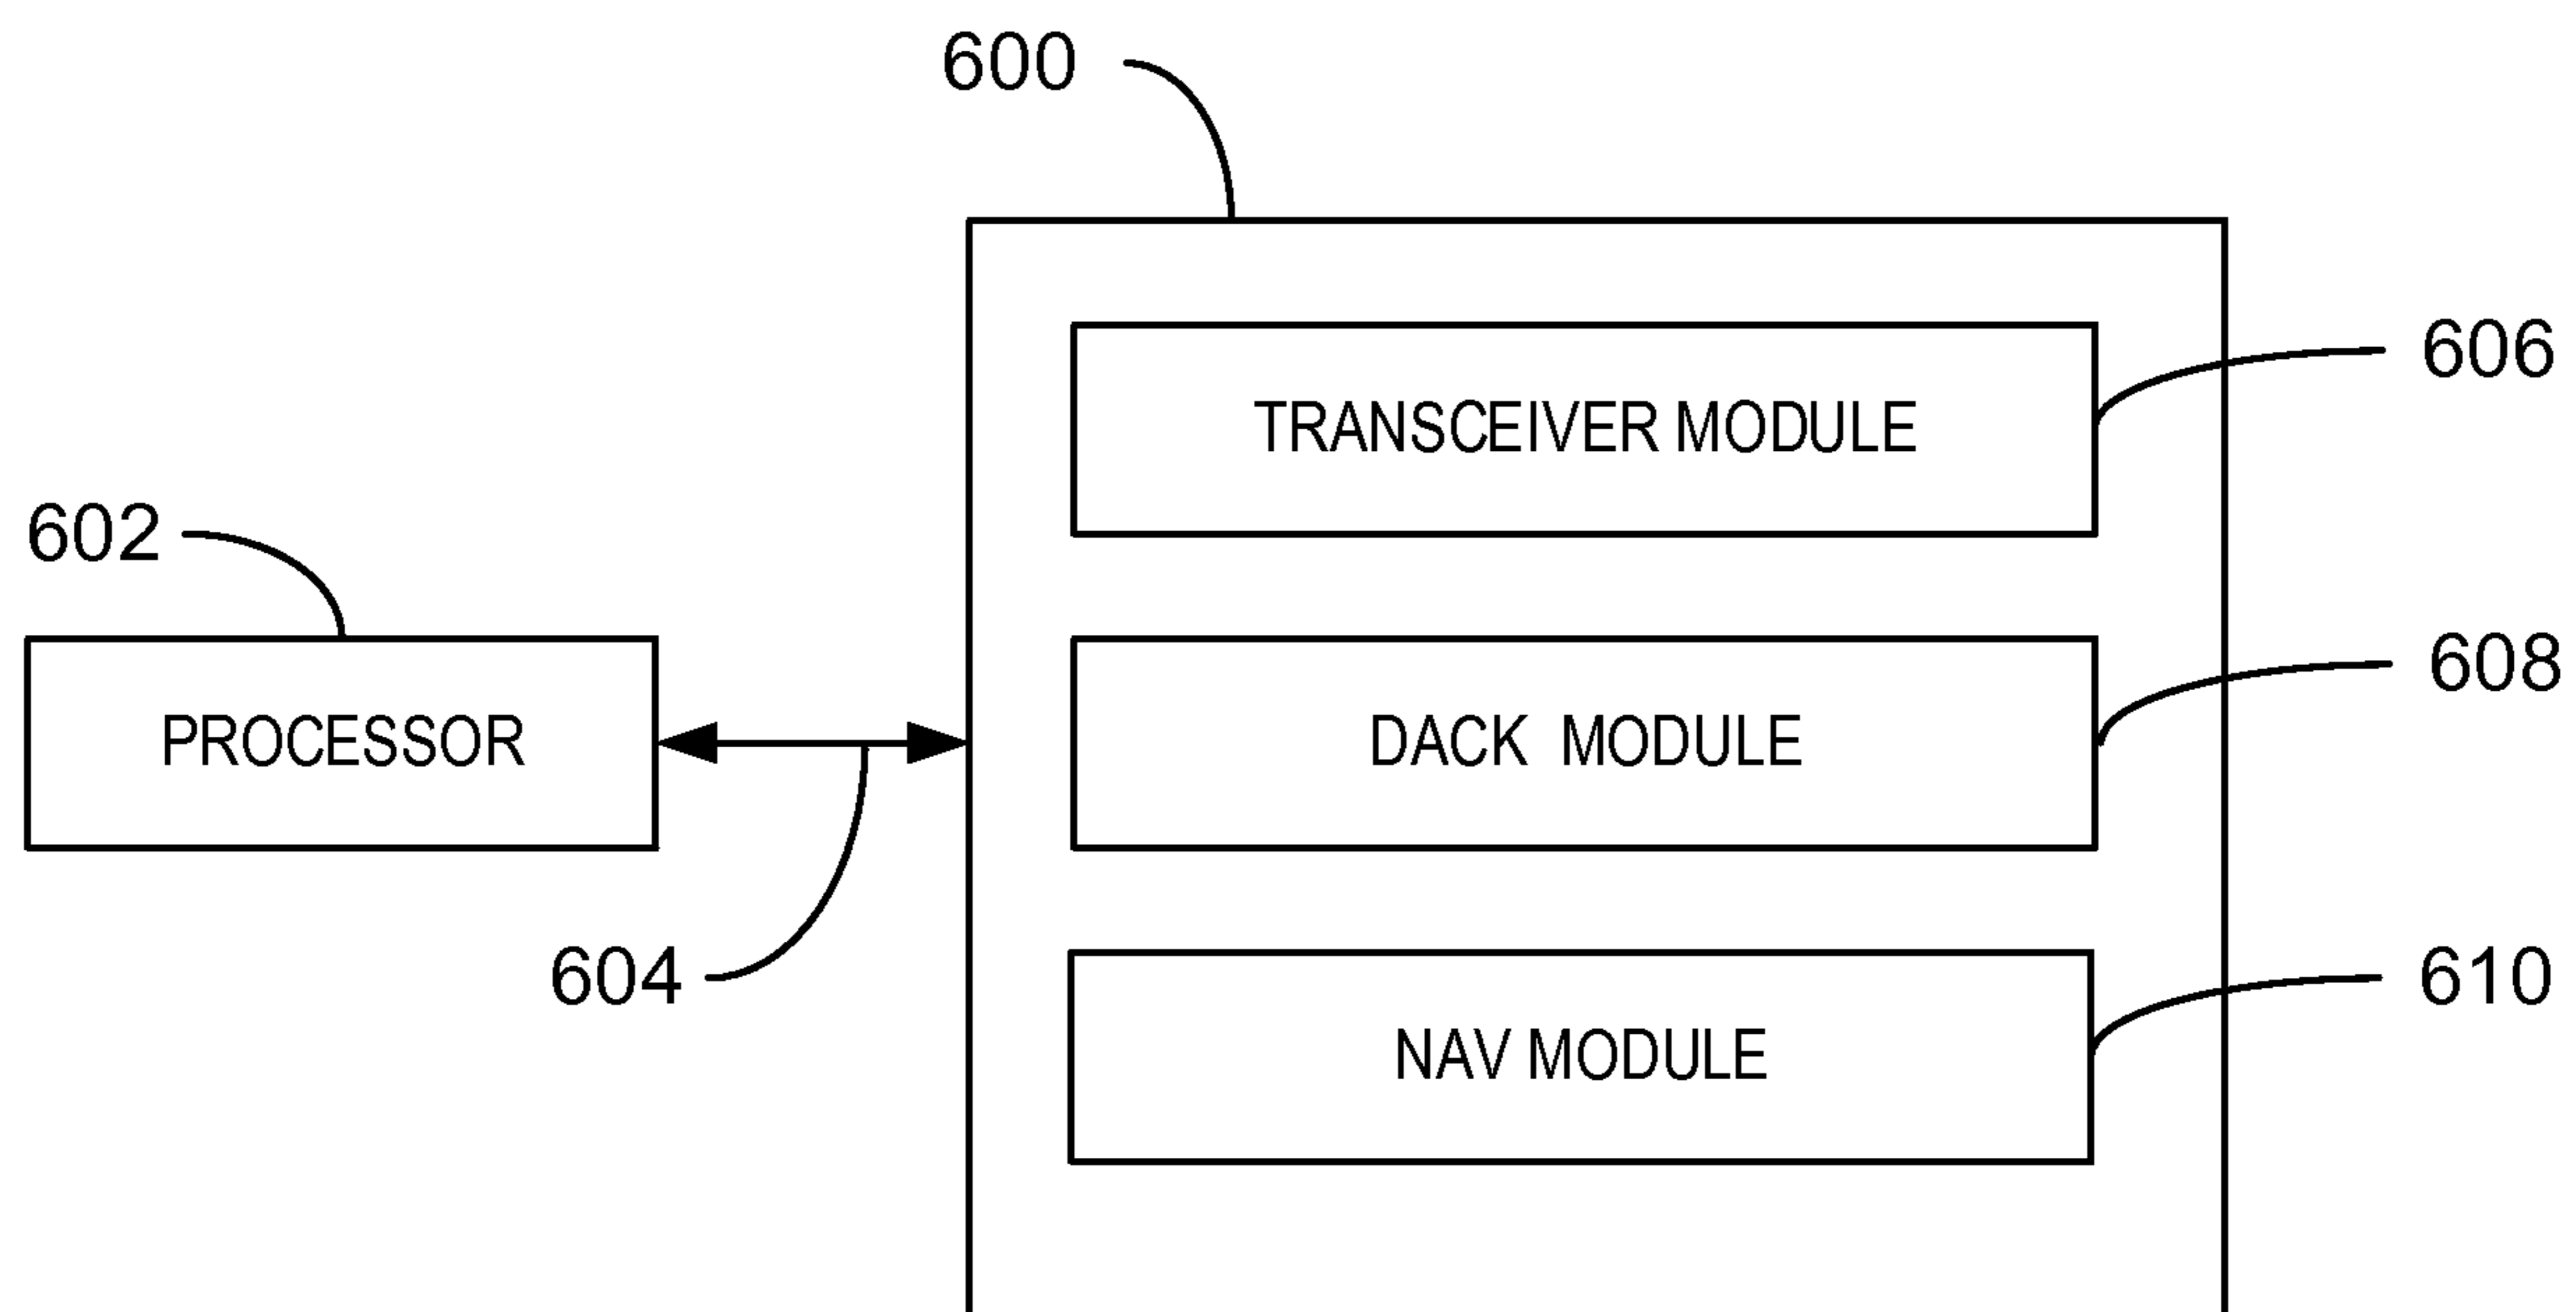 600
606
TRANSCEIVER MODULE
602
608
PROCESSOR
DACK MODULE
604
610
NAV MODULE